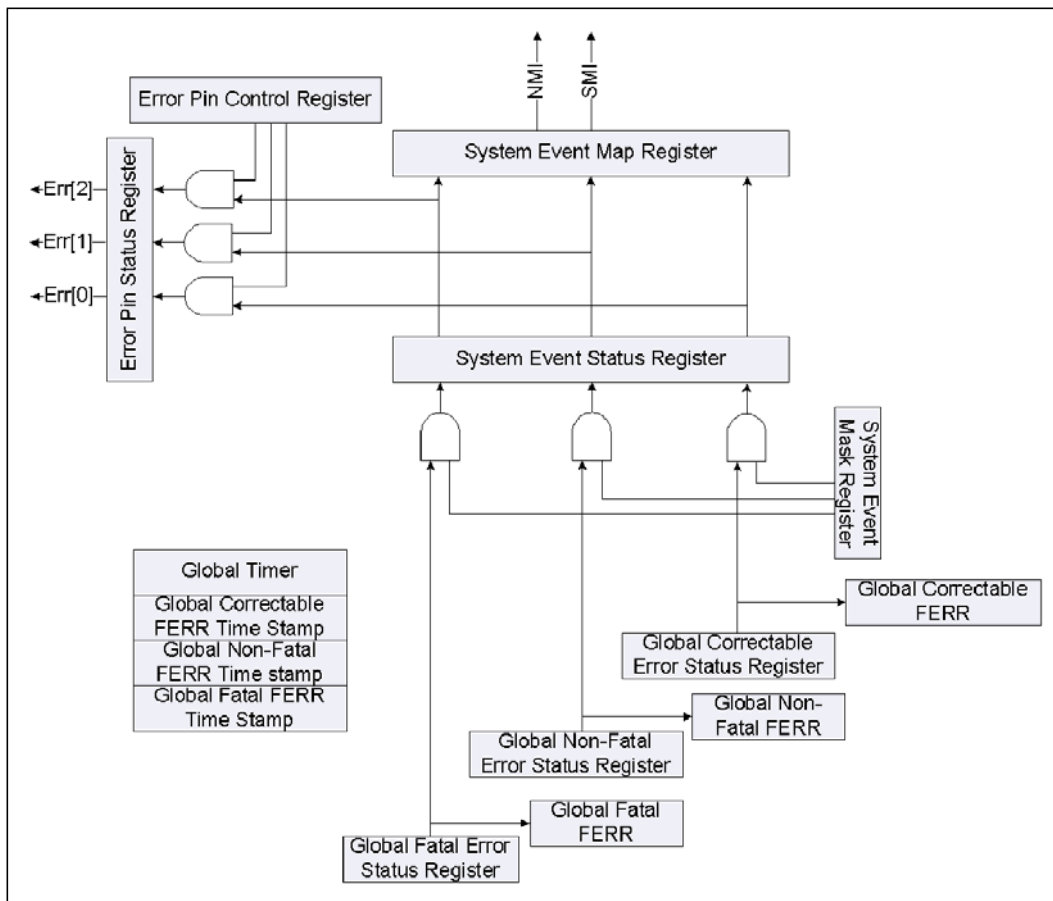 NMI
SMI
Error Pin Control Register
System Event Map Register
Error Pin Status Register
Err[2]
Err[1]
Err[0]
System Event Status Register
System Event
Mask Register
Global Timer
Global Correctable
FERR Time Stamp
Global Non-Fatal
FERR Time stamp
Global Fatal FERR
Time Stamp
Global Correctable
FERR
Global Correctable
Error Status Register
Global Non-
Fatal FERR
Global Non-Fatal
Error Status Register
Global Fatal
FERR
Global Fatal Error
Status Register